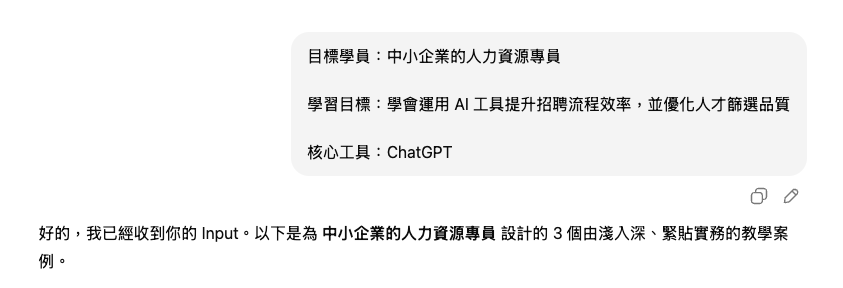 目標學員：中小企業的人力資源專員
學習目標：學會運用 AI 工具提升招聘流程效率，並優化人才篩選品質
核心工具：ChatGPT
好的，我已經收到你的 Input。以下是為 中小企業的人力資源專員 設計的 3 個由淺入深、緊貼實務的教學案
例。